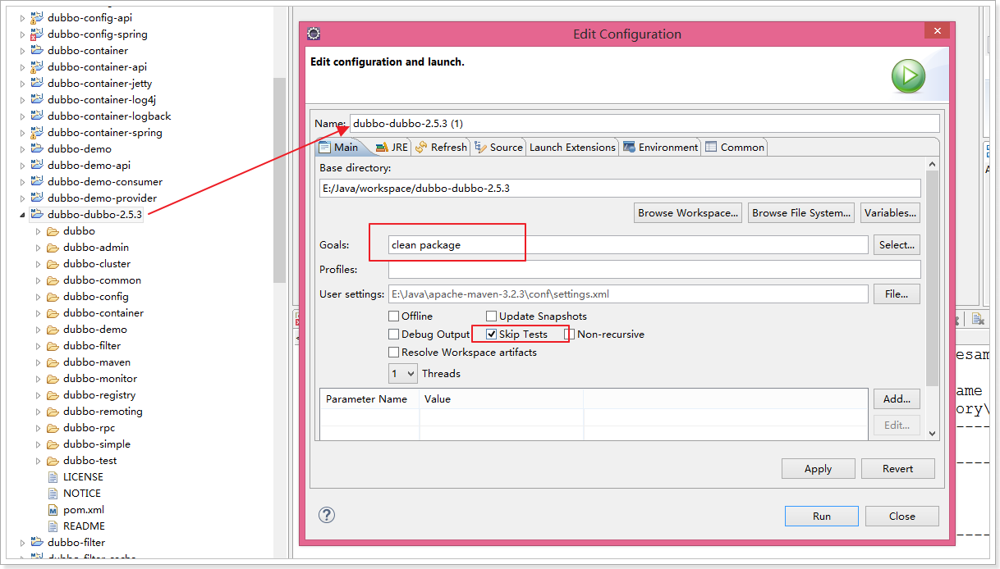 dubbo-config-api
dubbo-config-spring
dubbo-container
dubbo-container-api
dubbo-container-jetty
dubbo-container-log4j
dubbo-container-logback
dubbo-container-spring
dubbo-demo
dubbo-demo-api
dubbo-demo-consumer
dubbo-demo-provider
dubbo-dubbo-2.5.3
dubbo
dubbo-admin
dubbo-cluster
dubbo-common
dubbo-config
dubbo-container
dubbo-demo
dubbo-filter
dubbo-maven
dubbo-monitor
dubbo-registry
dubbo-remoting
dubbo-rpc
dubbo-simple
dubbo-test
LICENSE
NOTICE
pom.xml
README
dubbo-filter
Edit Configuration
Edit configuration and launch.
Name: dubbo-dubbo-2.5.3 (1)
Main JRE Refresh Source Launch Extensions Environment Common
Base directory:
E:/Java/workspace/dubbo-dubbo-2.5.3
Browse Workspace... Browse File System... Variables...
Goals: clean package Select...
Profiles:
User settings: E:\Java\apache-maven-3.2.3\conf\settings.xml File...
Offline Update Snapshots
Debug Output Skip Tests Non-recursive
Resolve Workspace artifacts
1 Threads
Parameter Name Value Add...
Edit...
Apply Revert
? Run Close
esam
ame
ory\